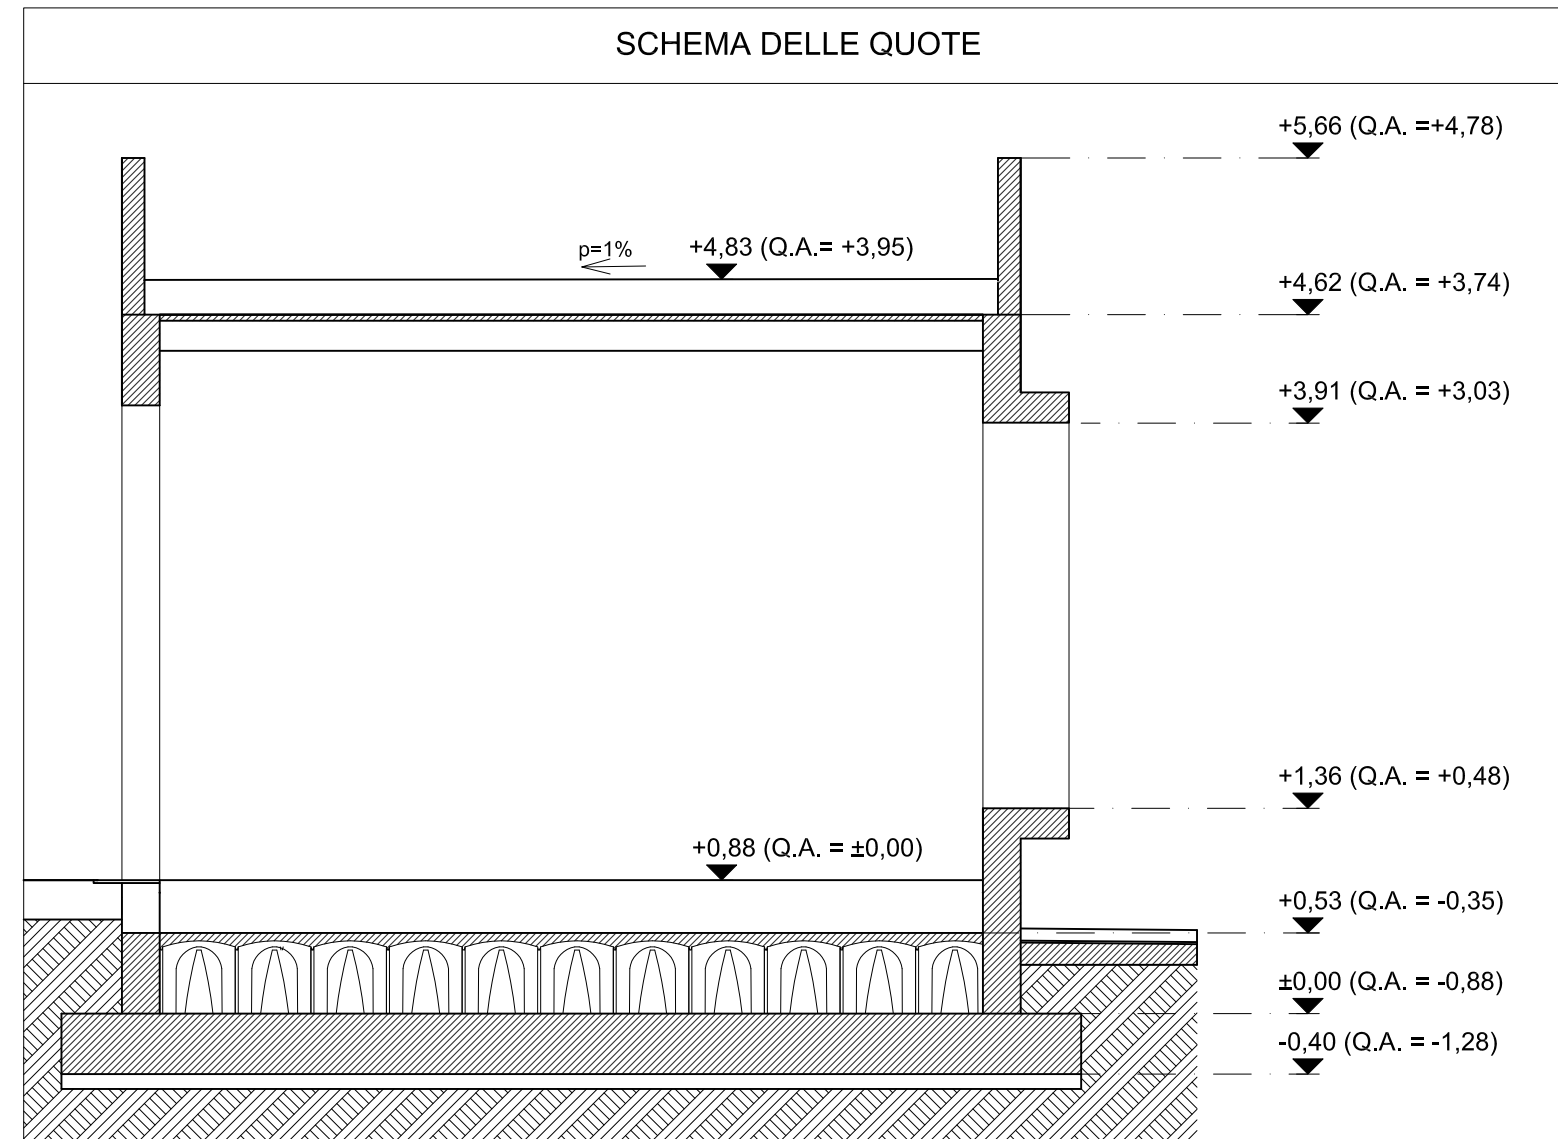 SCHEMA DELLE QUOTE
+5,66 (Q.A. =+4,78)
p=1%
+4,83 (Q.A.= +3,95)
+4,62 (Q.A. = +3,74)
+3,91 (Q.A. = +3,03)
+1,36 (Q.A. = +0,48)
+0,88 (Q.A. = ±0,00)
+0,53 (Q.A. = -0,35)
±0,00 (Q.A. = -0,88)
-0,40 (Q.A. = -1,28)